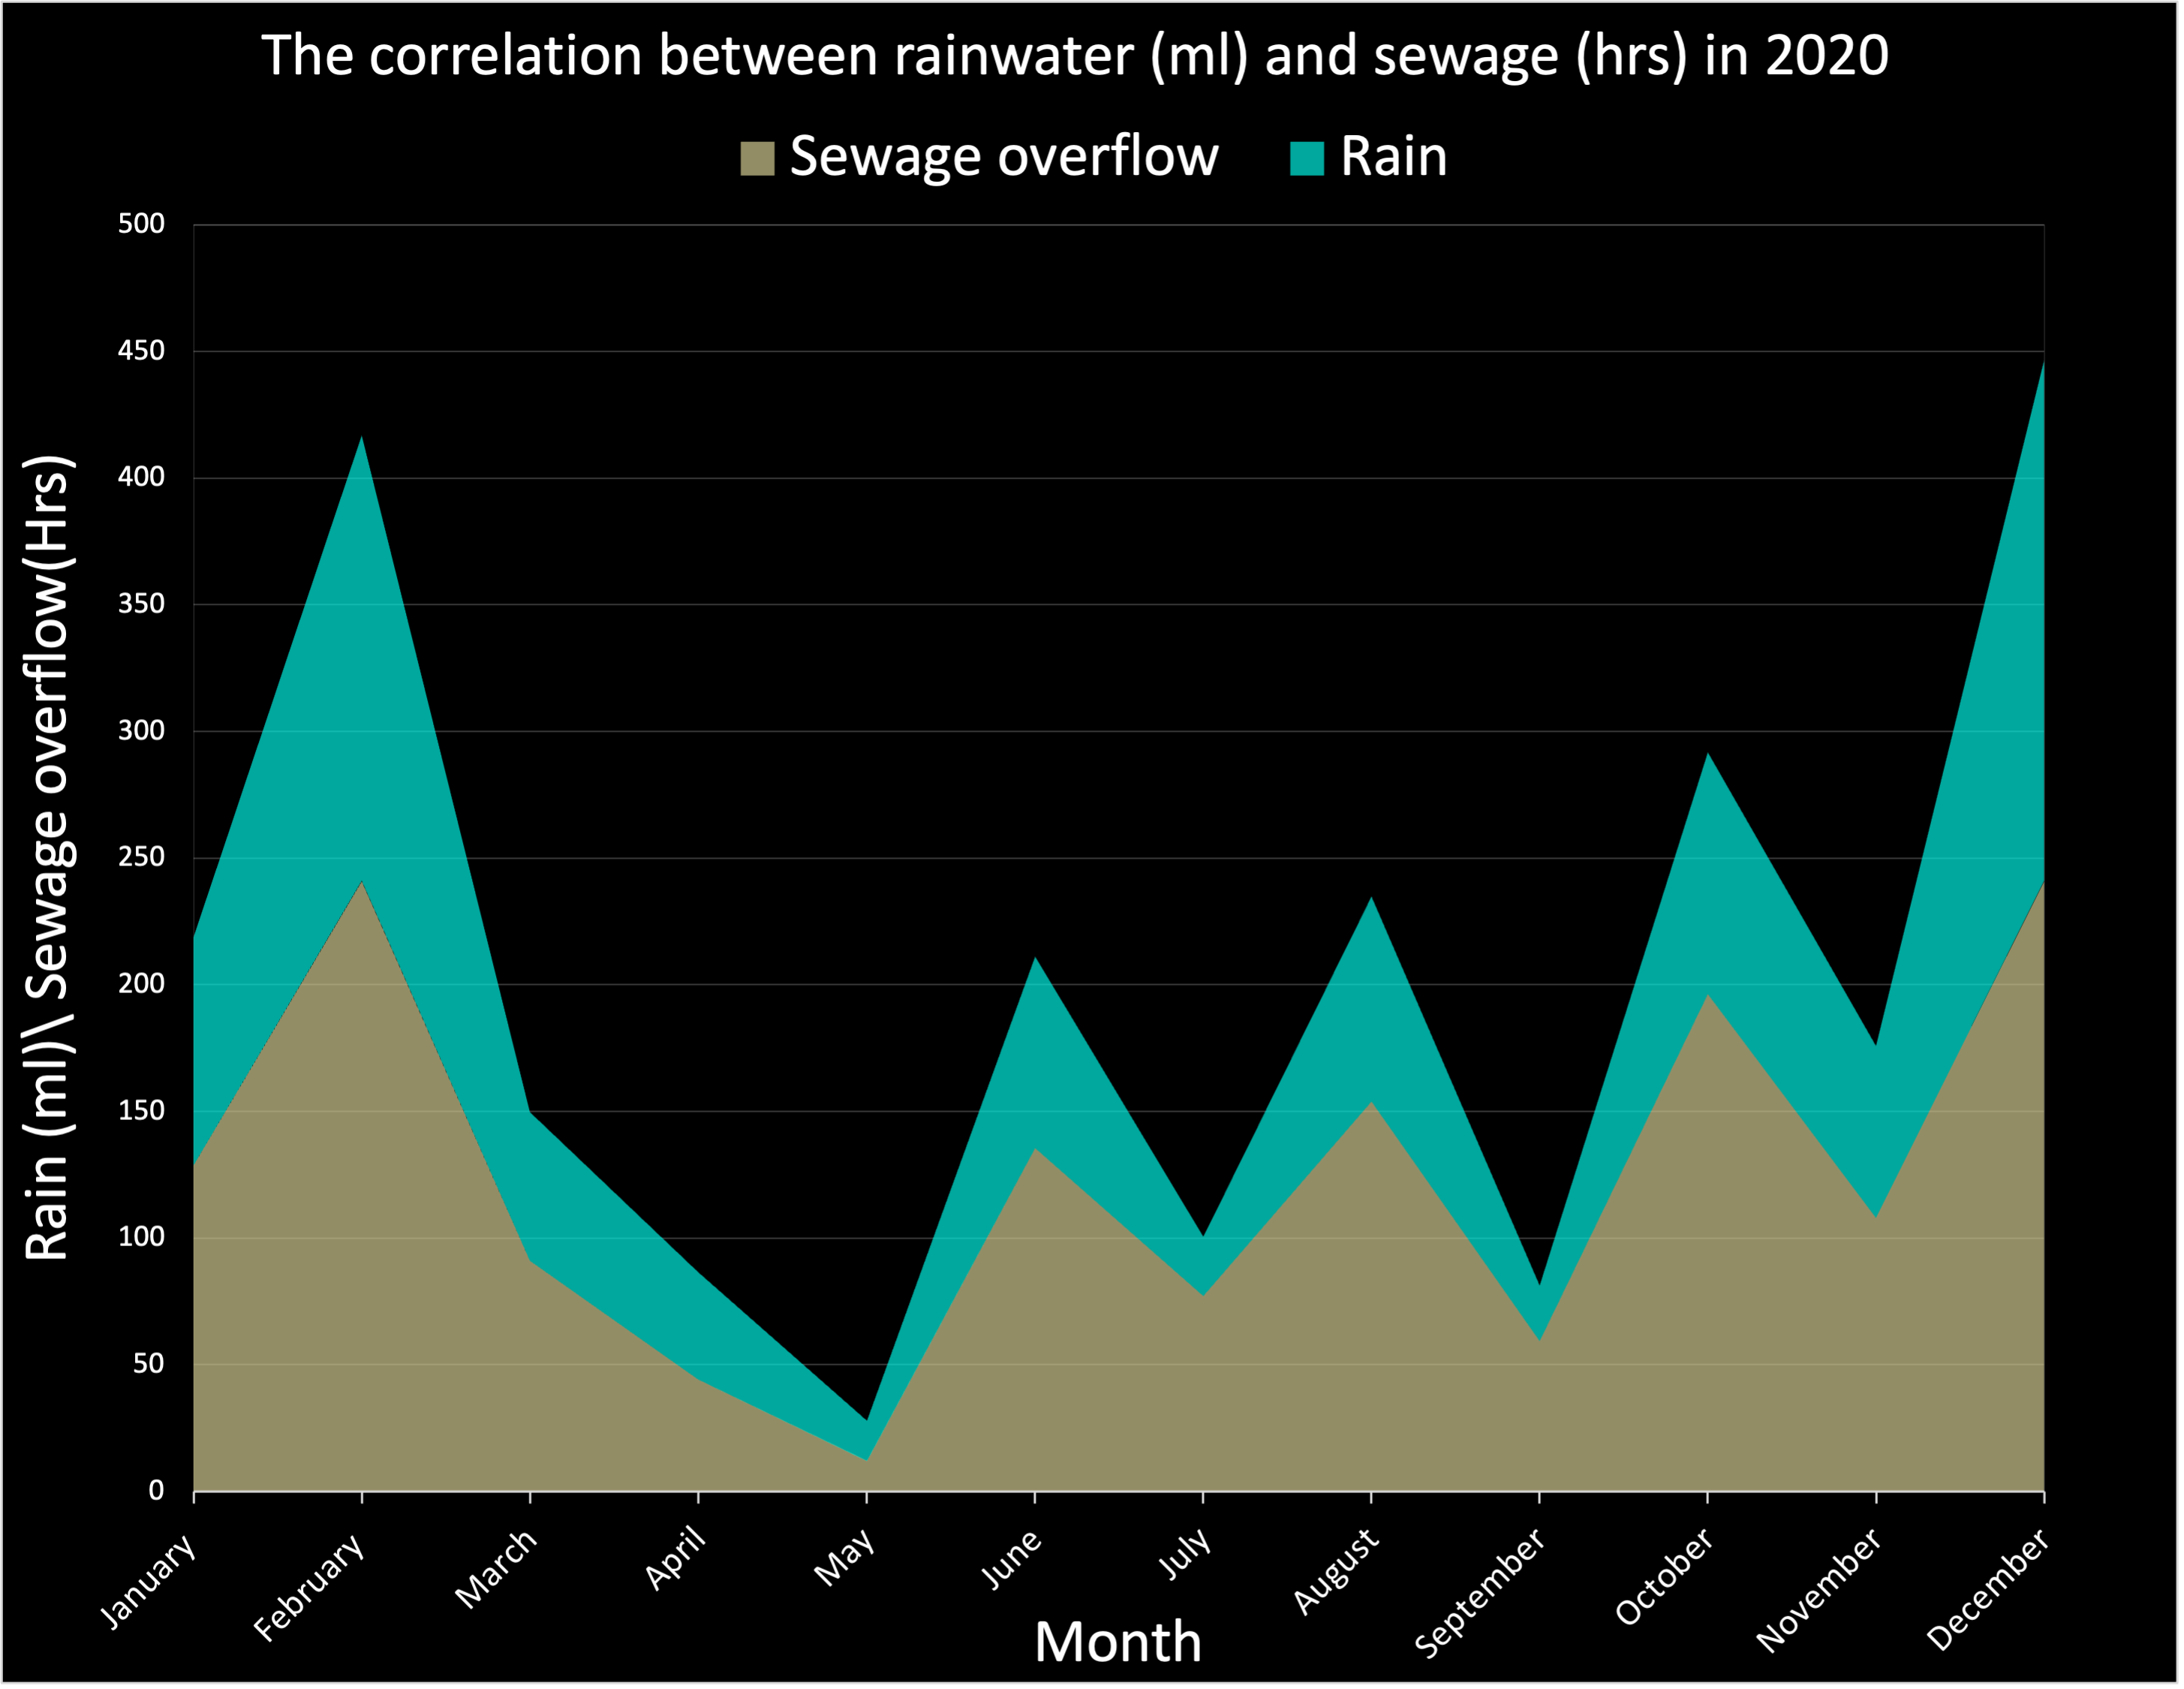 The correlation between rainwater (ml) and sewage (hrs) in 2020
Sewage overflow Rain
500
450
400
350
300
250
200
150
100
50
0
Rain (ml)\ Sewage overflow(Hrs)
January February March April May June July August September October November December
Month